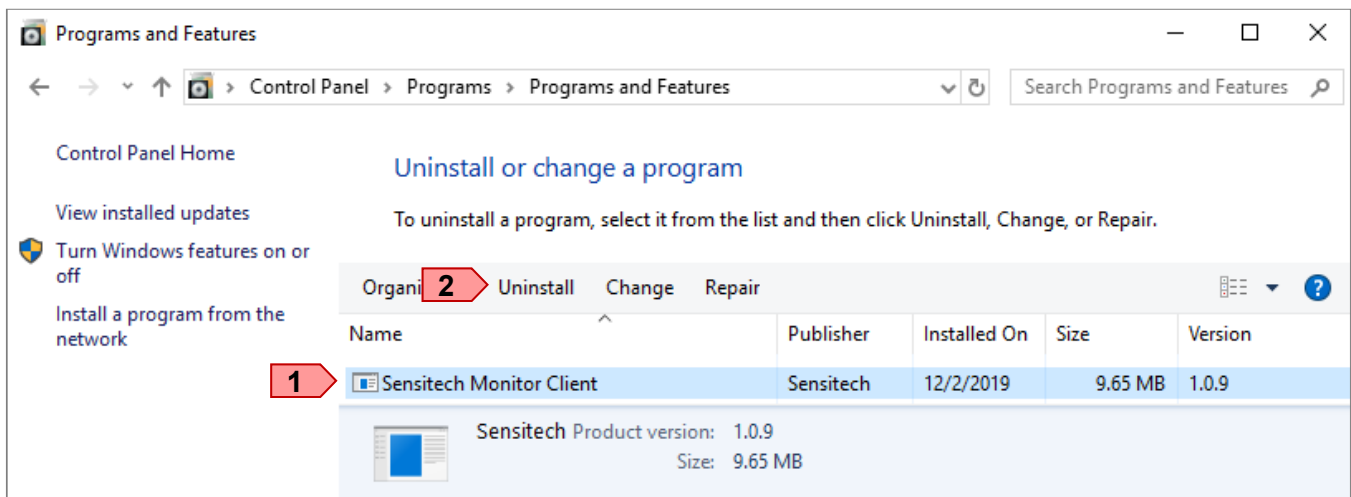 Programs and Features
Control Panel > Programs > Programs and Features
Search Programs and Features
Control Panel Home
View installed updates
Turn Windows features on or
off
Install a program from the
network
Uninstall or change a program
To uninstall a program, select it from the list and then click Uninstall, Change, or Repair.
Organi 2 Uninstall Change Repair ?
Name Publisher Installed On Size Version
1 Sensitech Monitor Client Sensitech 12/2/2019 9.65 MB 1.0.9
Sensitech Product version: 1.0.9
Size: 9.65 MB